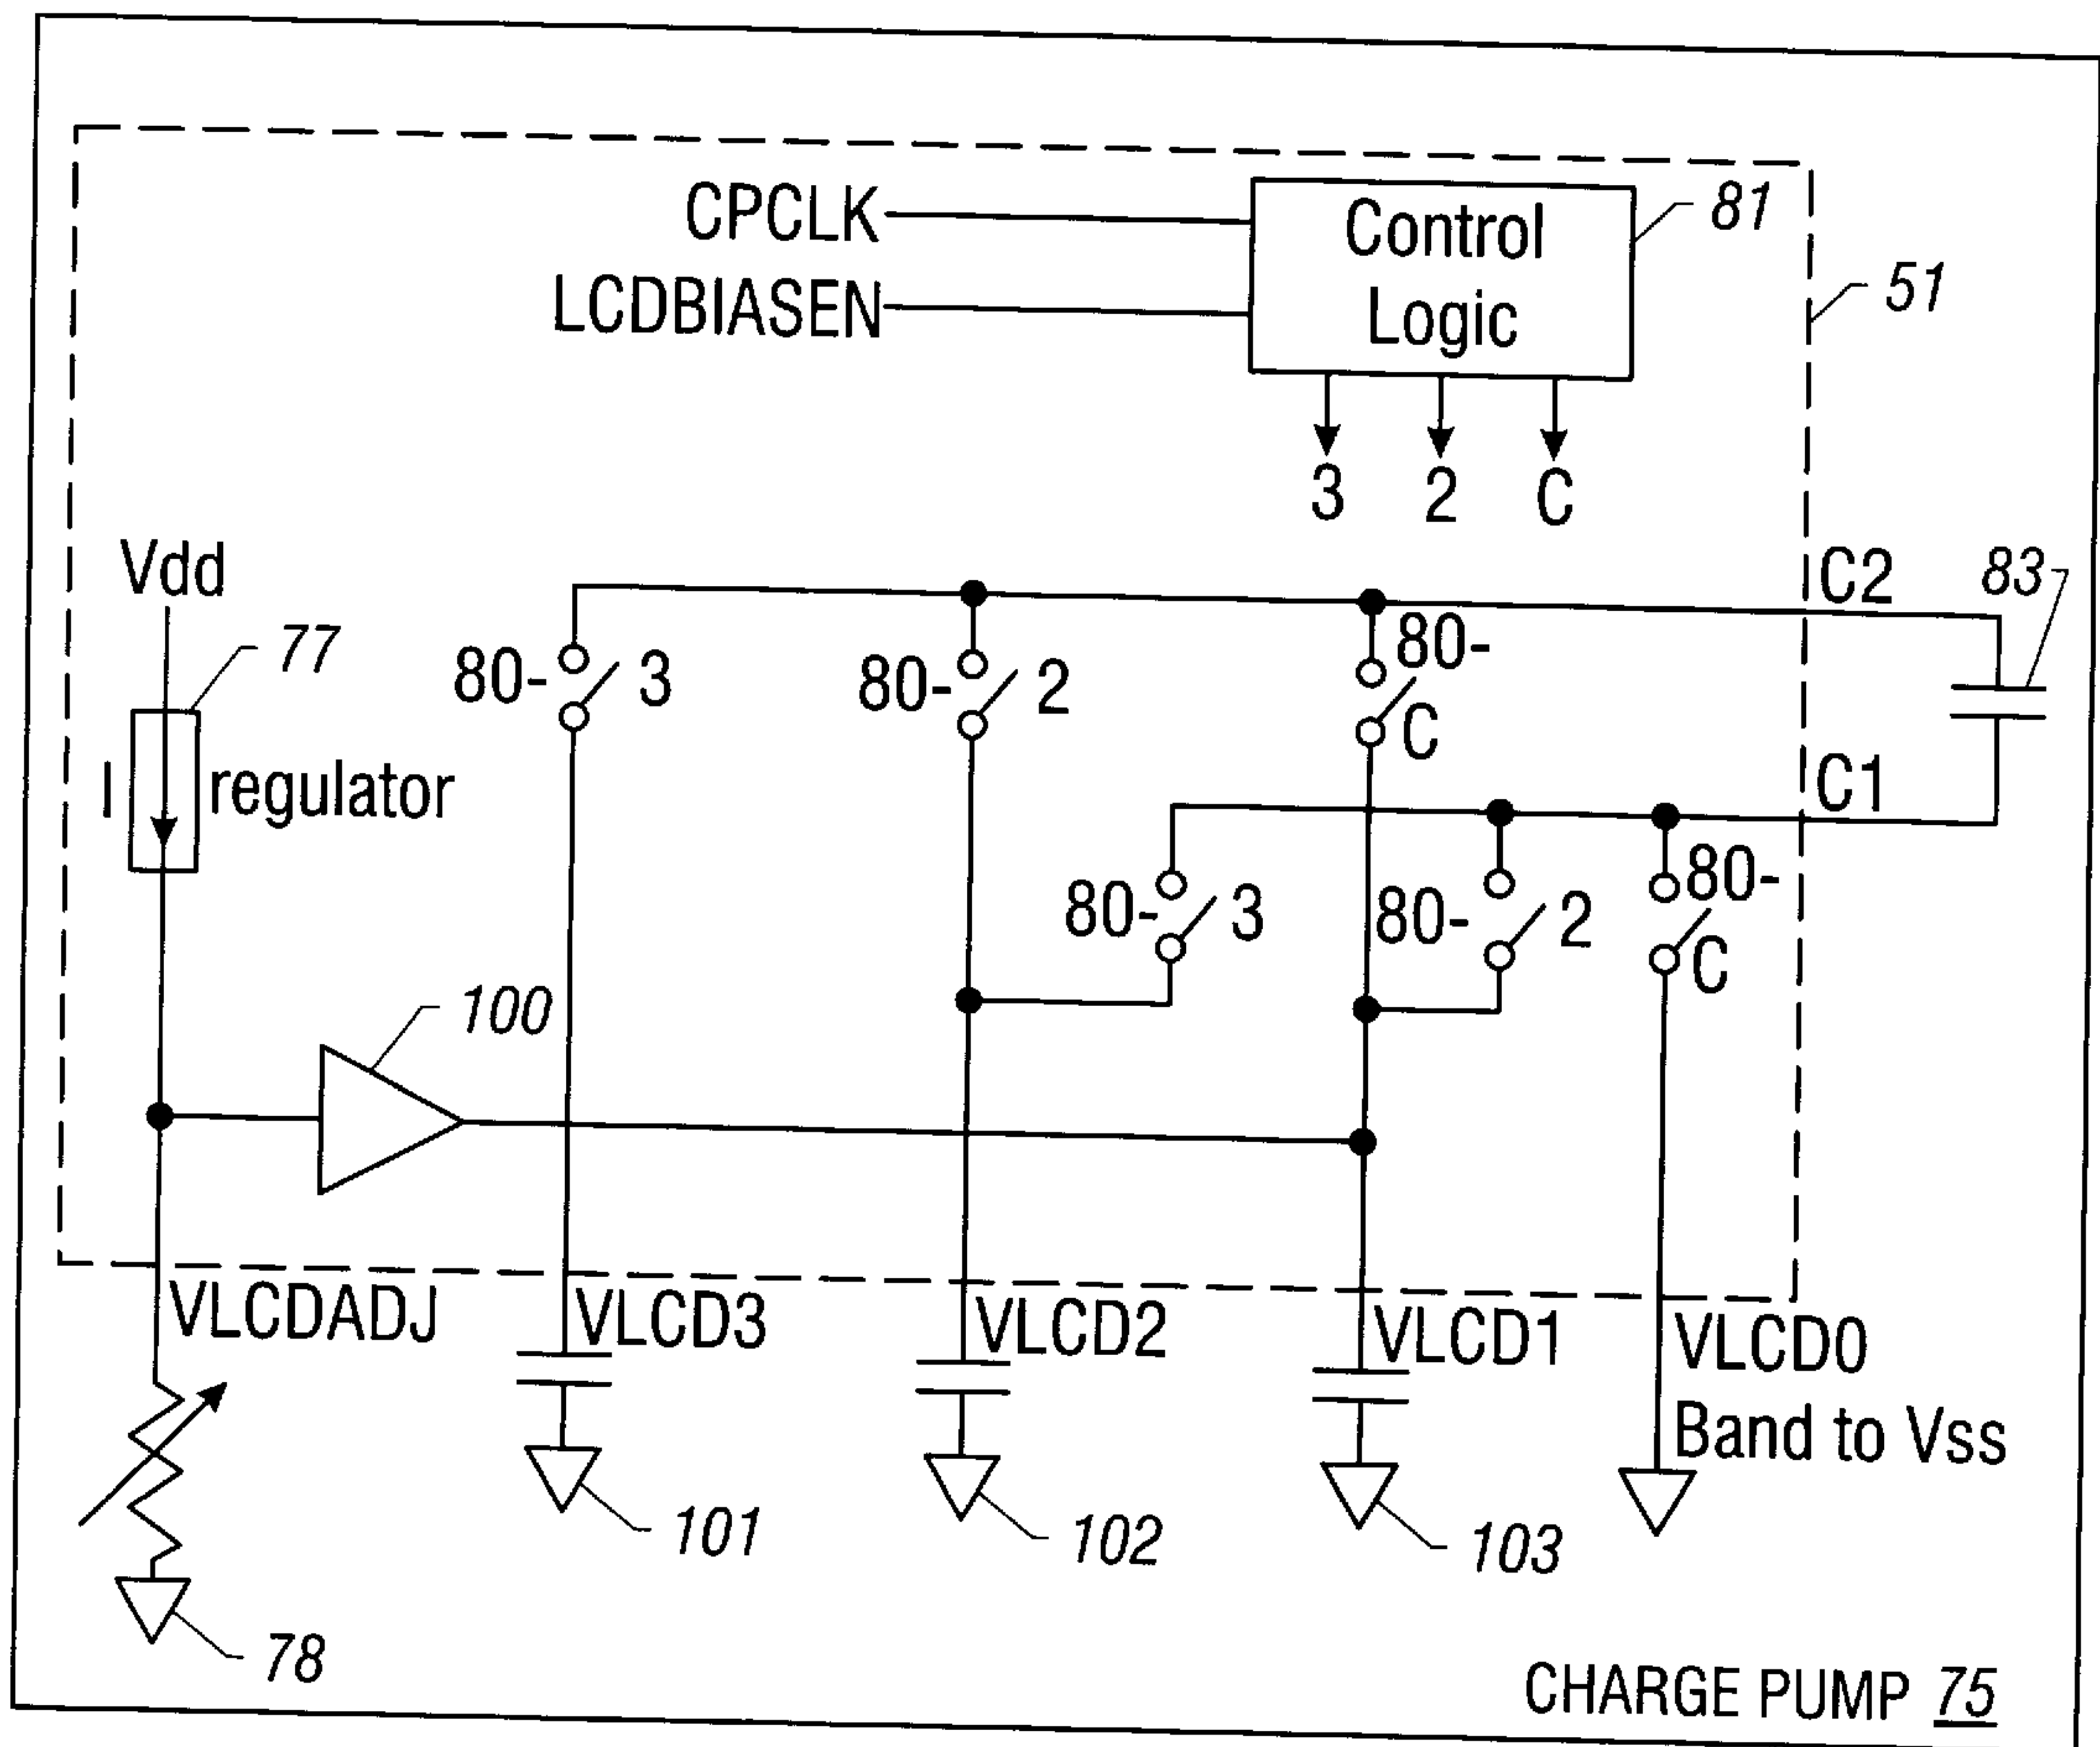 CPCLK
LCDBIASEN
Control
Logic
81
51
3 2 C
Vdd
77
I regulator
80- 3
80- 2
80-
C
C2
83
C1
80- 3
80- 2
80-
C
100
VLCDADJ
VLCD3
VLCD2
VLCD1
VLCD0
Band to Vss
101
102
103
78
CHARGE PUMP 75